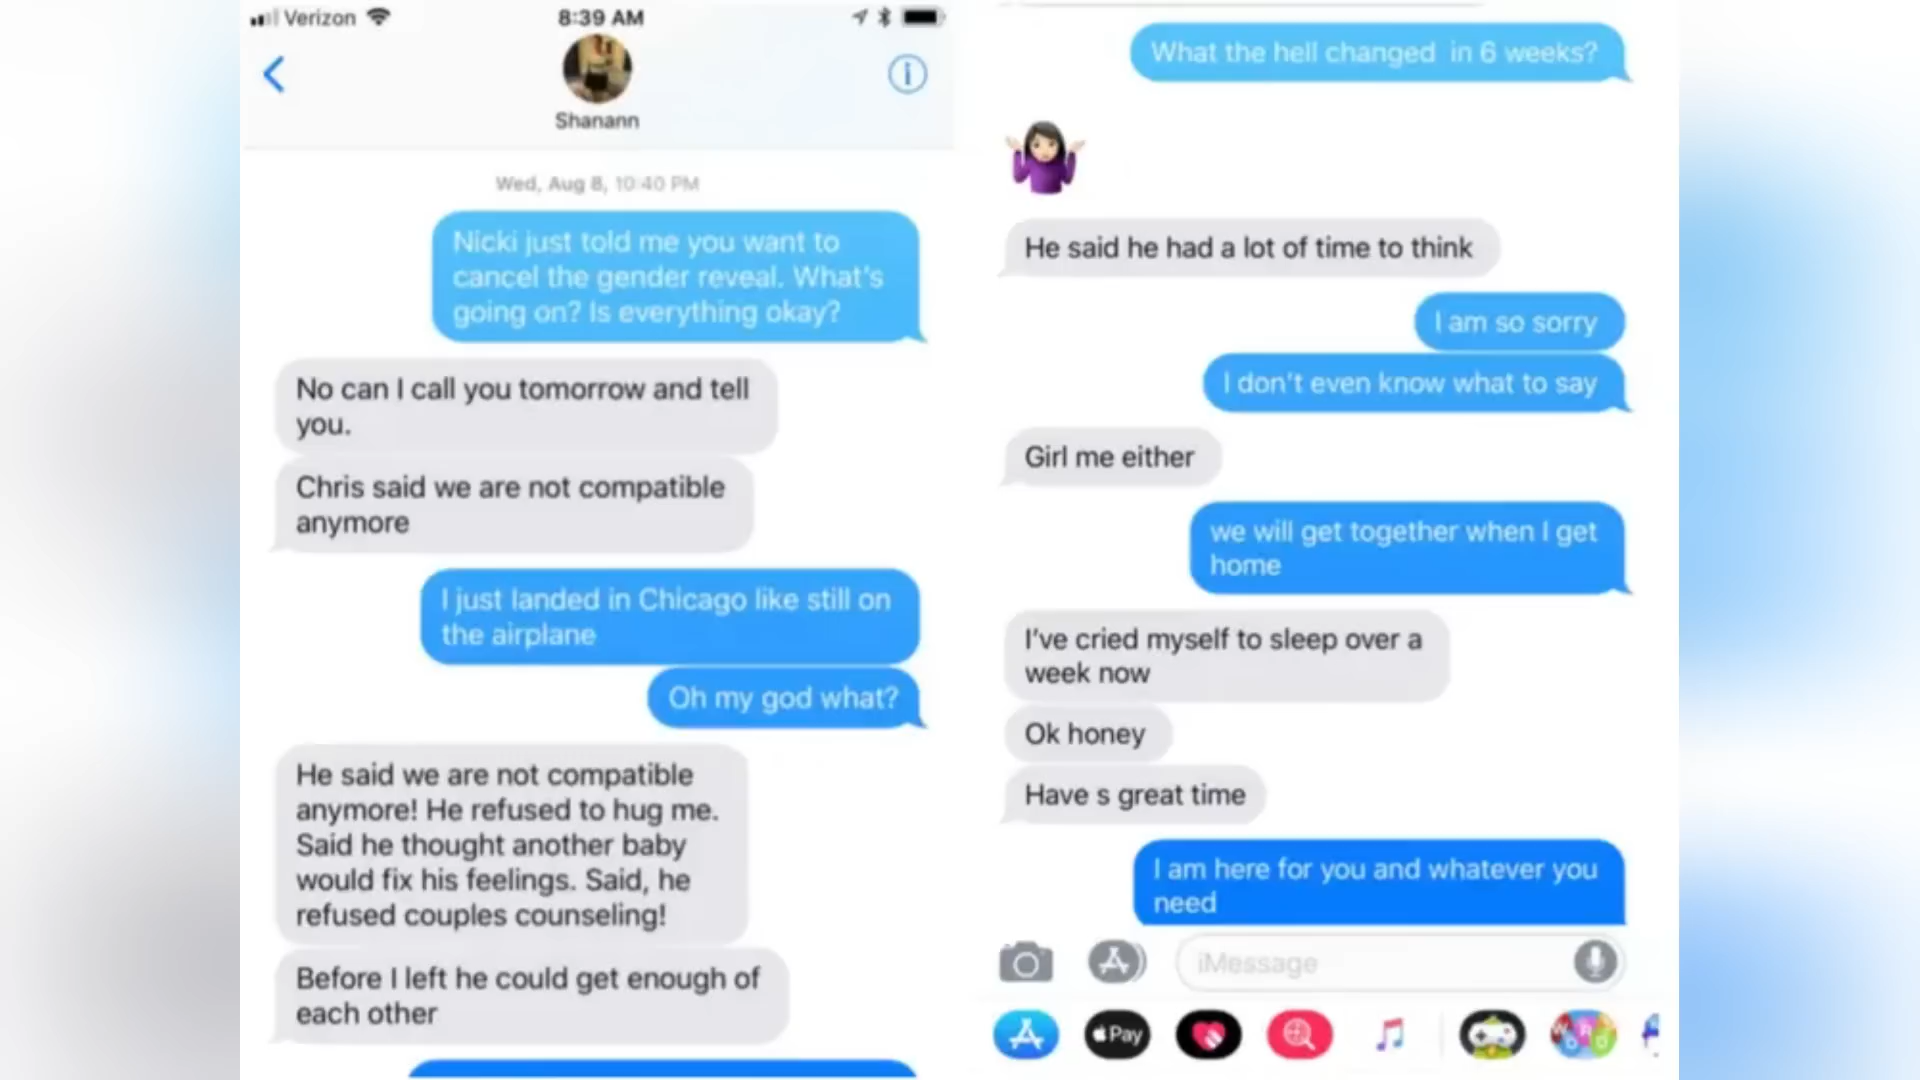 Verizon
8:39 AM
Shanann
Wed, Aug 8, 10:40 PM
Nicki just told me you want to
cancel the gender reveal. What's
going on? Is everything okay?
No can I call you tomorrow and tell
you.
Chris said we are not compatible
anymore
I just landed in Chicago like still on
the airplane
Oh my god what?
He said we are not compatible
anymore! He refused to hug me.
Said he thought another baby
would fix his feelings. Said, he
refused couples counseling!
Before I left he could get enough of
each other
What the hell changed in 6 weeks?
He said he had a lot of time to think
I am so sorry
I don't even know what to say
Girl me either
we will get together when I get
home
I've cried myself to sleep over a
week now
Ok honey
Have s great time
I am here for you and whatever you
need
iMessage
Pay
WORD